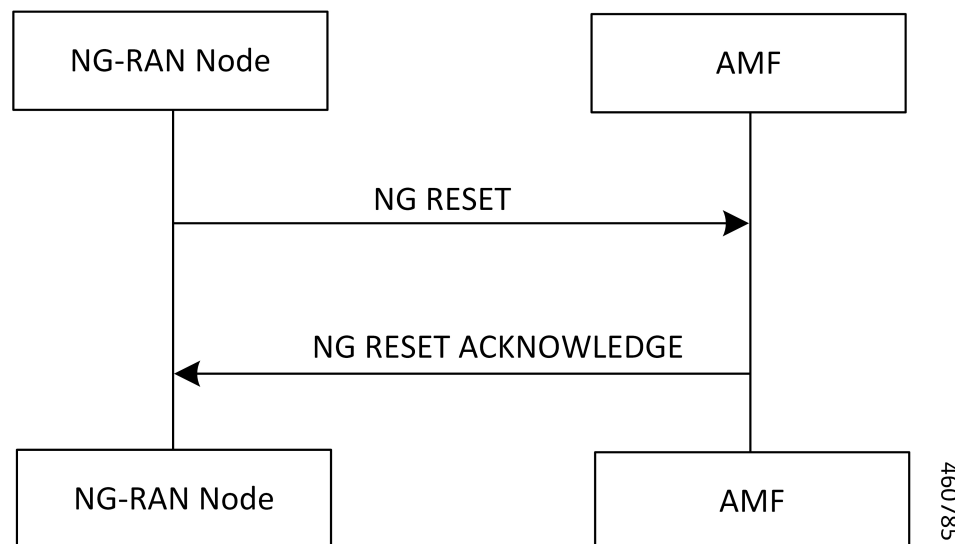 NG-RAN Node
AMF
NG RESET
NG RESET ACKNOWLEDGE
NG-RAN Node
AMF
460785